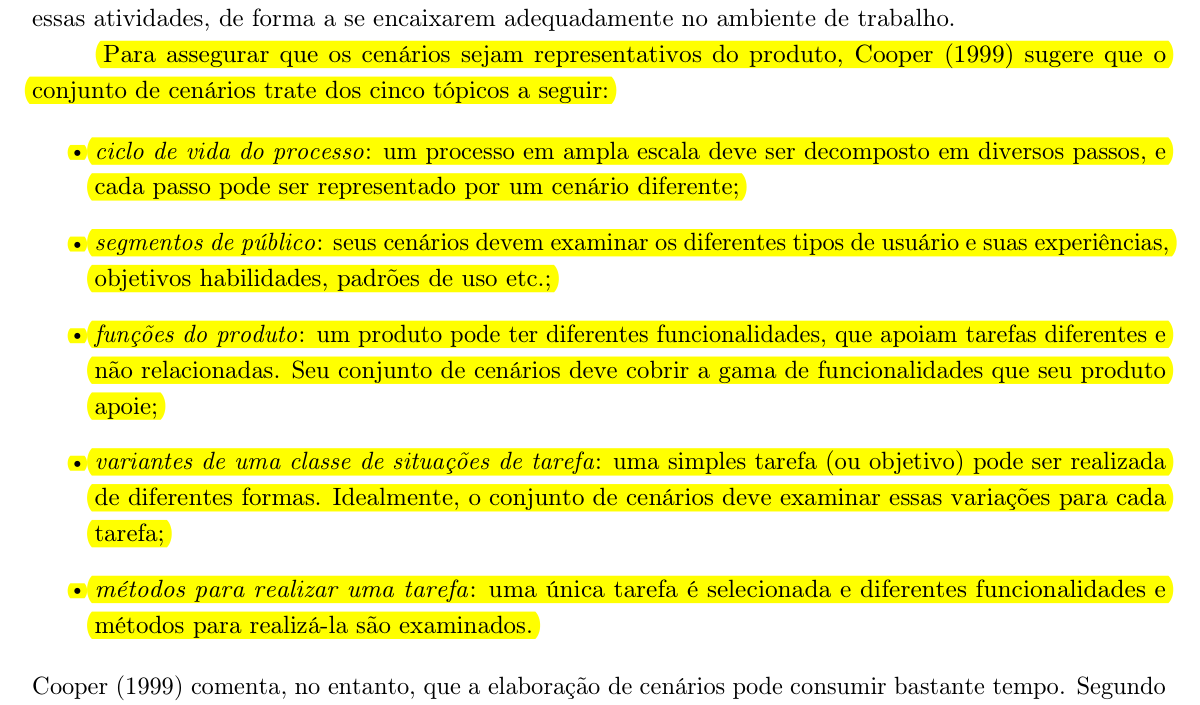 essas atividades, de forma a se encaixarem adequadamente no ambiente de trabalho.
Para assegurar que os cenários sejam representativos do produto, Cooper (1999) sugere que o
conjunto de cenários trate dos cinco tópicos a seguir:
• ciclo de vida do processo: um processo em ampla escala deve ser decomposto em diversos passos, e
cada passo pode ser representado por um cenário diferente;
• segmentos de público: seus cenários devem examinar os diferentes tipos de usuário e suas experiências,
objetivos habilidades, padrões de uso etc.;
• funções do produto: um produto pode ter diferentes funcionalidades, que apoiam tarefas diferentes e
não relacionadas. Seu conjunto de cenários deve cobrir a gama de funcionalidades que seu produto
apoie;
• variantes de uma classe de situações de tarefa: uma simples tarefa (ou objetivo) pode ser realizada
de diferentes formas. Idealmente, o conjunto de cenários deve examinar essas variações para cada
tarefa;
• métodos para realizar uma tarefa: uma única tarefa é selecionada e diferentes funcionalidades e
métodos para realizá-la são examinados.
Cooper (1999) comenta, no entanto, que a elaboração de cenários pode consumir bastante tempo. Segundo